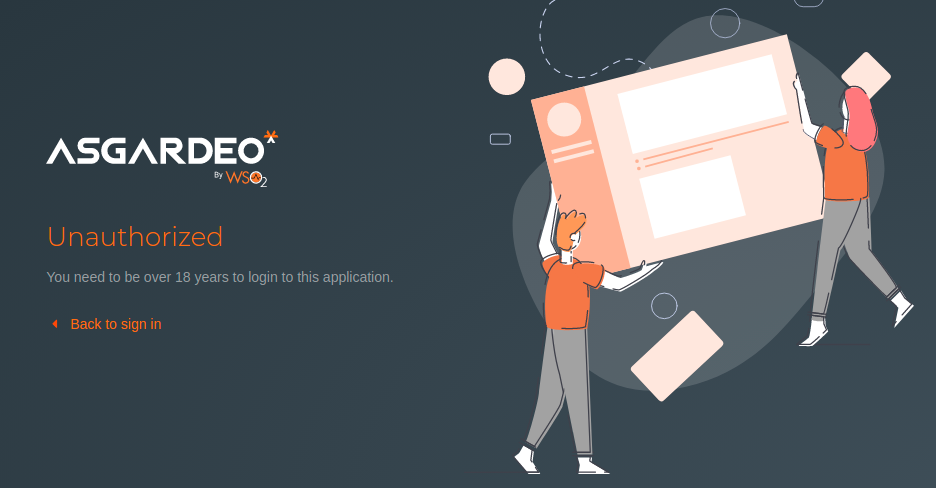 ASGARDEO
By WSO2
Unauthorized
You need to be over 18 years to login to this application.
Back to sign in